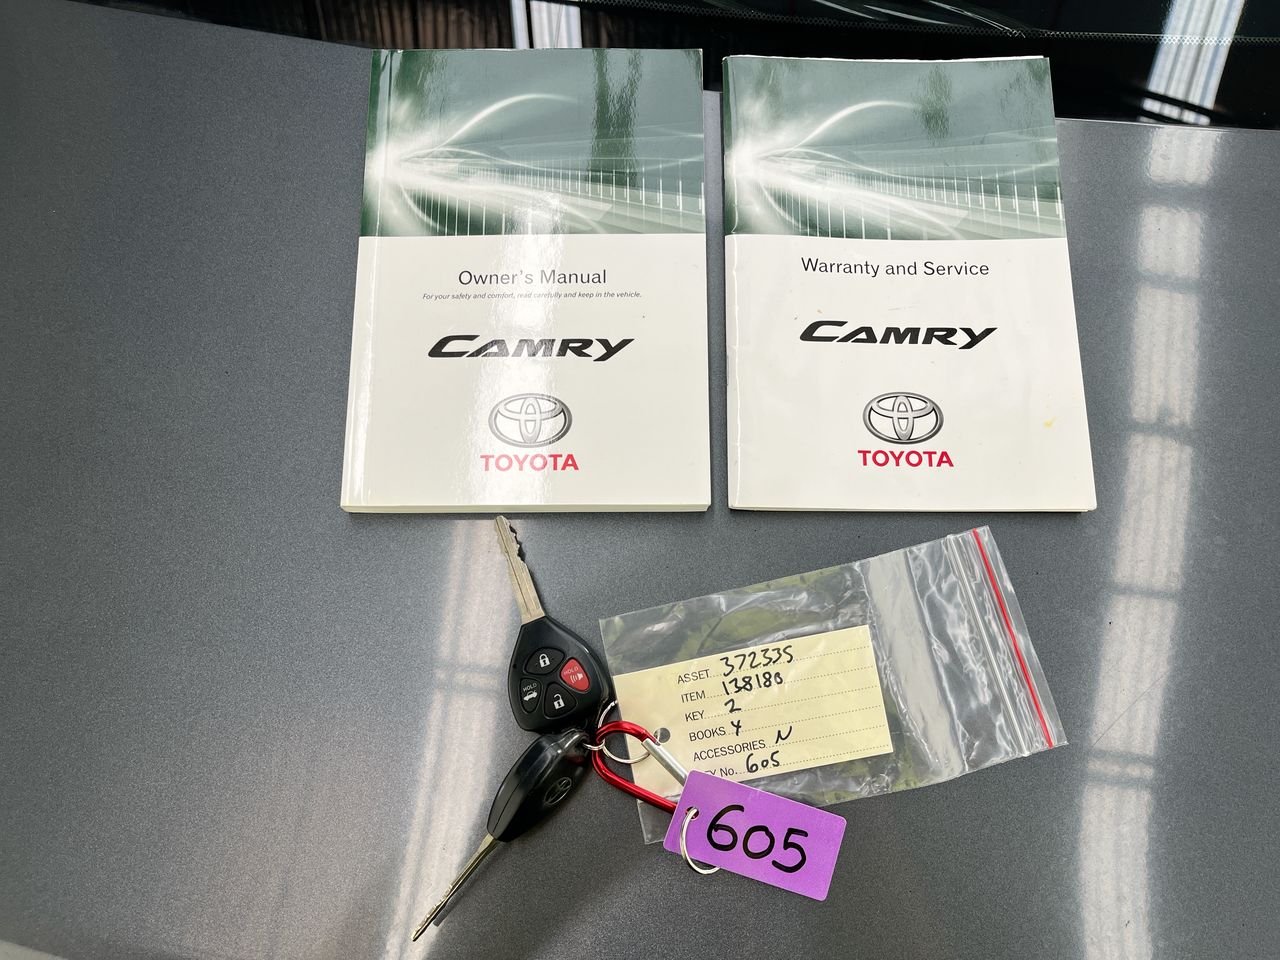 Owner's Manual
For your safety and comfort, read carefully and keep in the vehicle.
CAMRY
TOYOTA
Warranty and Service
CAMRY
TOYOTA
HOLD
HOLD
ASSET 372335
ITEM 138180
KEY 2
BOOKS Y
ACCESSORIES N
Y No. 605
605